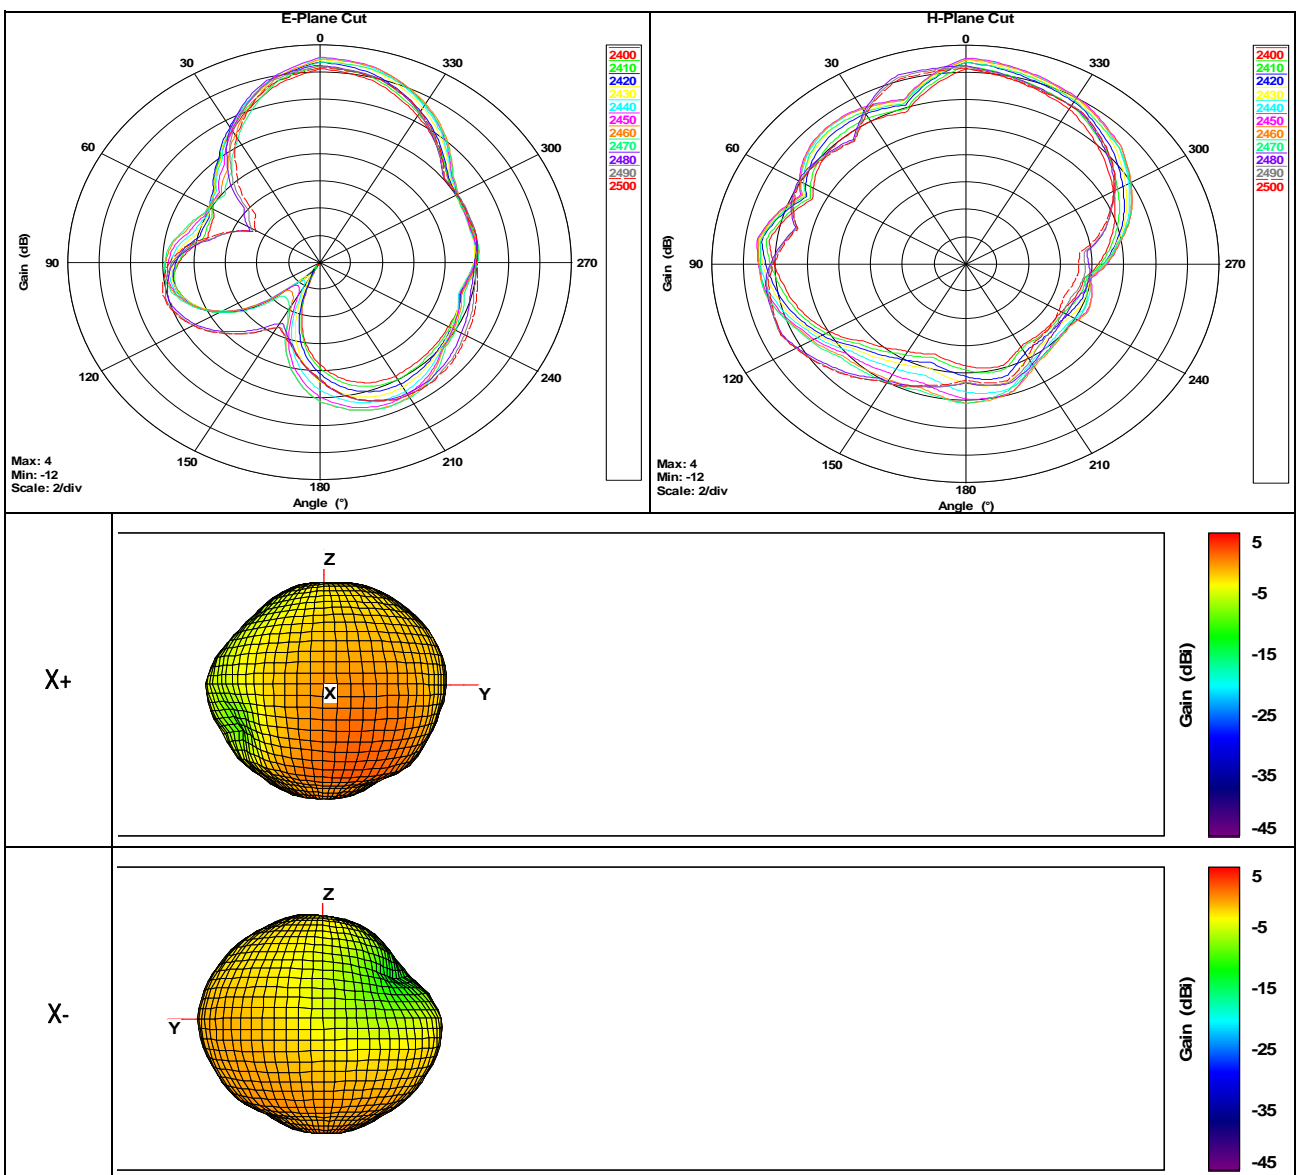 E-Plane Cut
0
30
330
60
300
90
270
120
240
150
210
180
Gain (dB)
Angle (°)
Max: 4
Min: -12
Scale: 2/div
2400
2410
2420
2430
2440
2450
2460
2470
2480
2490
2500
H-Plane Cut
0
30
330
60
300
90
270
120
240
150
210
180
Gain (dB)
Angle (°)
Max: 4
Min: -12
Scale: 2/div
2400
2410
2420
2430
2440
2450
2460
2470
2480
2490
2500
X+
Z
X
Y
Gain (dBi)
5
-5
-15
-25
-35
-45
X-
Z
Y
Gain (dBi)
5
-5
-15
-25
-35
-45